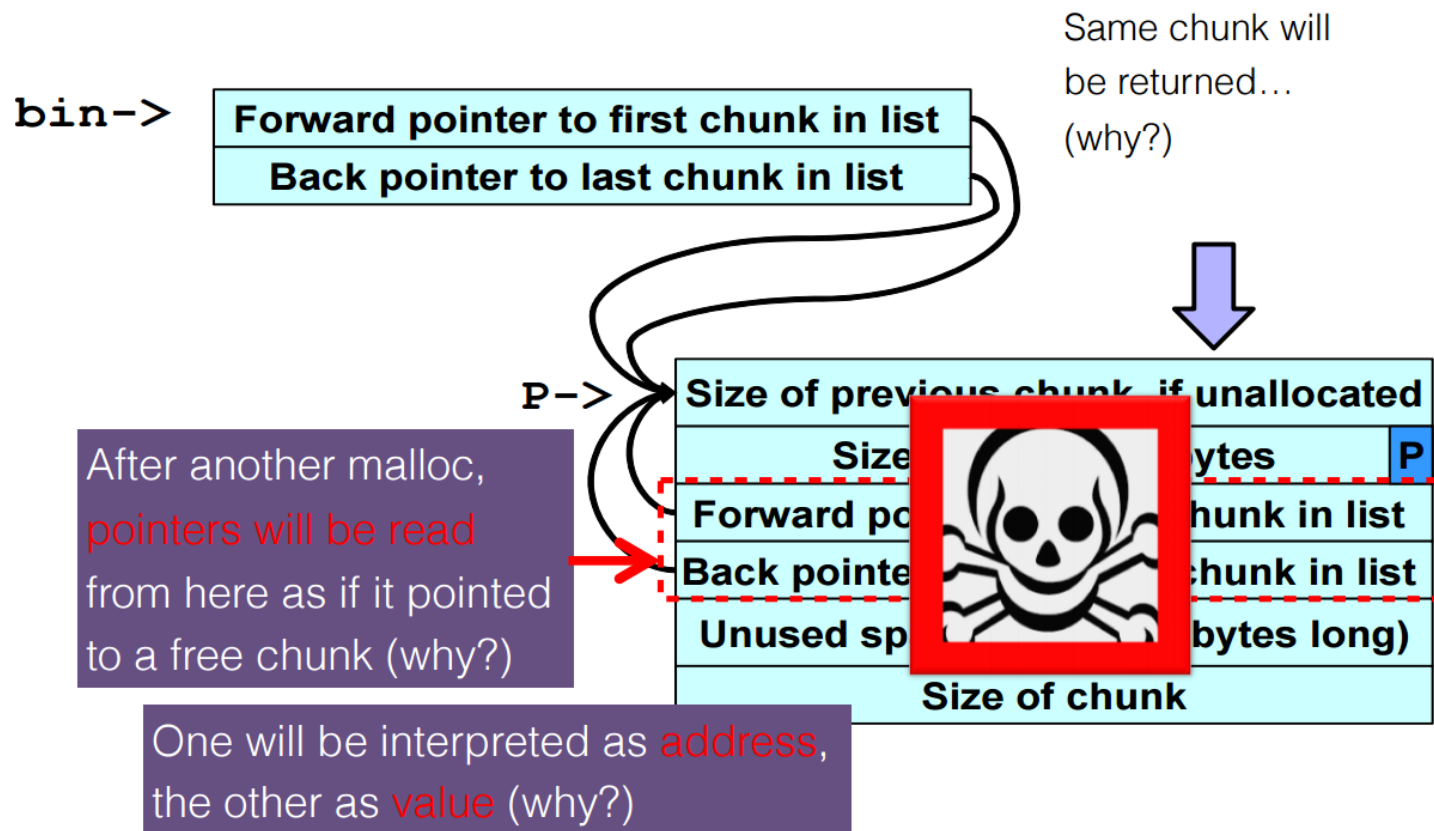 Same chunk will
be returned…
(why?)
bin->
Forward pointer to first chunk in list
Back pointer to last chunk in list
P->
Size of previous chunk, if unallocated
Size ytes
P
Forward po hunk in list
Back pointe chunk in list
Unused sp bytes long)
Size of chunk
After another malloc,
pointers will be read
from here as if it pointed
to a free chunk (why?)
One will be interpreted as address,
the other as value (why?)